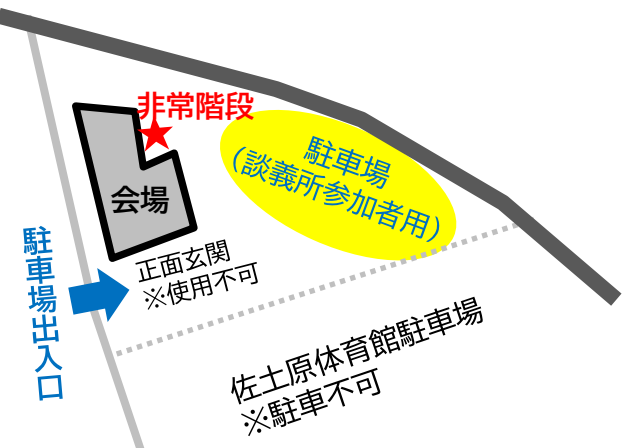 非常階段
駐車場
（談義所参加者用）
会場
正面玄関
※使用不可
駐車場出入口
佐土原体育館駐車場
※駐車不可